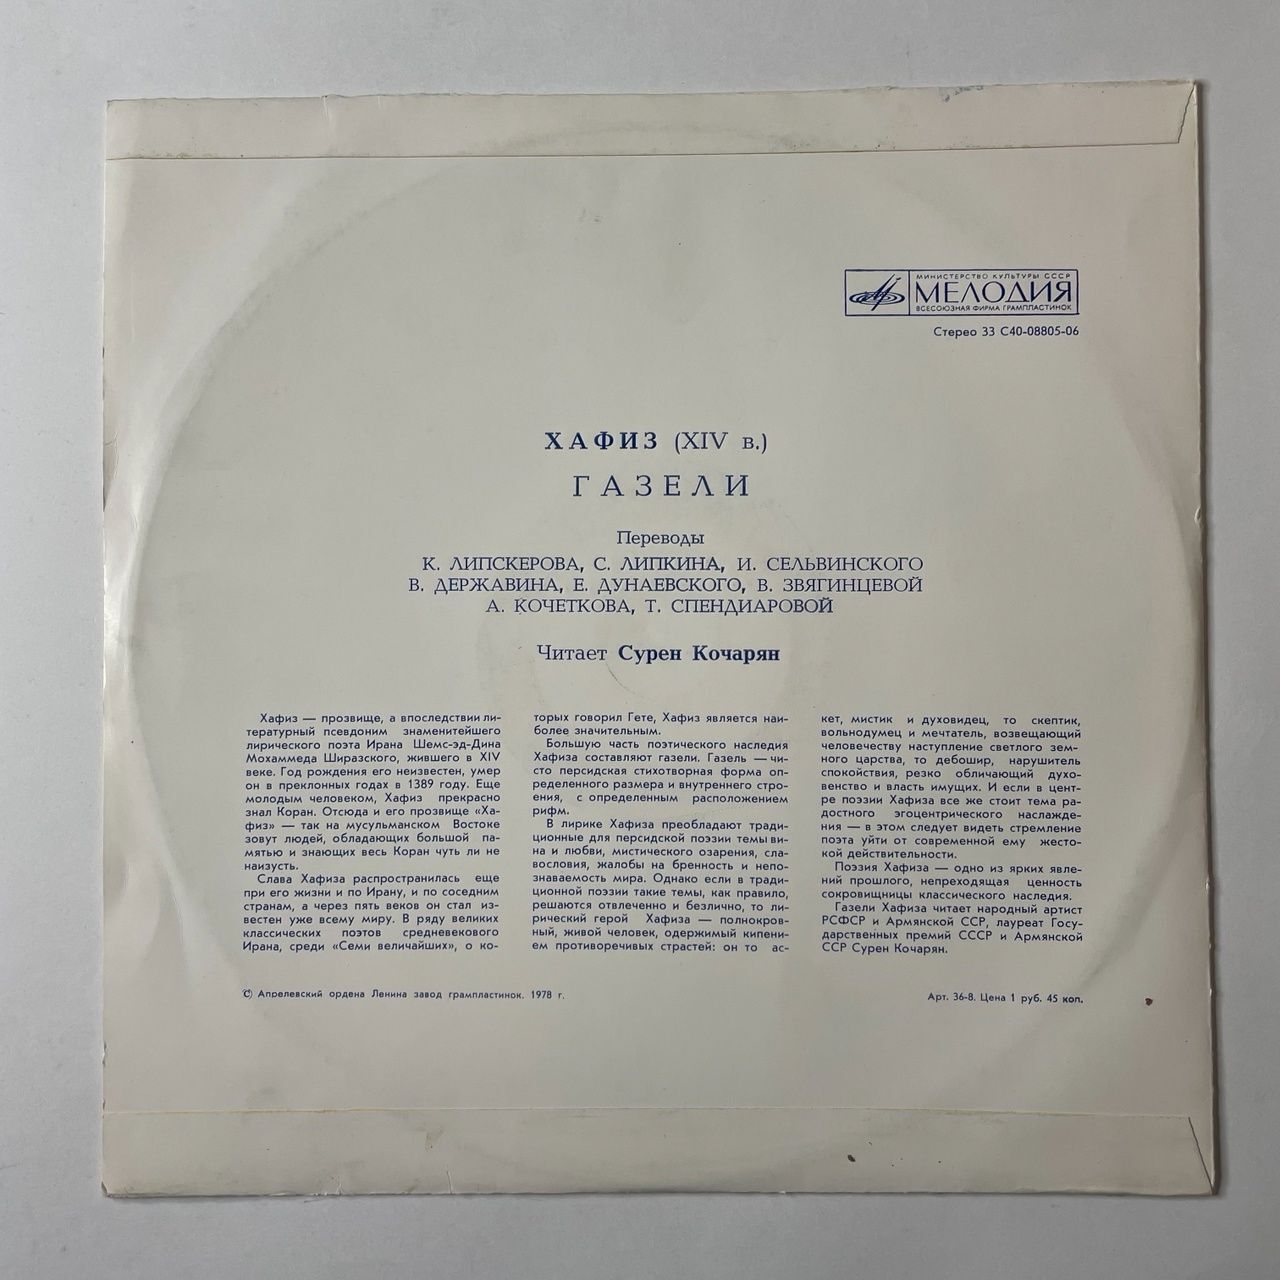 МИНИСТЕРСТВО КУЛЬТУРЫ СССР
МЕЛОДИЯ
ВСЕСОЮЗНАЯ ФИРМА ГРАМПЛАСТИНОК
Стерео 33 С40-08805-06
ХАФИЗ (XIV в.)
ГАЗЕЛИ
Переводы
К. ЛИПСКЕРОВА, С. ЛИПКИНА, И. СЕЛЬВИНСКОГО
В. ДЕРЖАВИНА, Е. ДУНАЕВСКОГО, В. ЗВЯГИНЦЕВОЙ
А. КОЧЕТКОВА, Т. СПЕНДИАРОВОЙ
Читает Сурен Кочарян
Хафиз — прозвище, а впоследствии ли-
тературный псевдоним знаменитейшего
лирического поэта Ирана Шемс-эд-Дина
Мохаммеда Ширазского, жившего в XIV
веке. Год рождения его неизвестен, умер
он в преклонных годах в 1389 году. Еще
молодым человеком, Хафиз прекрасно
знал Коран. Отсюда и его прозвище «Ха-
физ» — так на мусульманском Востоке
зовут людей, обладающих большой па-
мятью и знающих весь Коран чуть ли не
наизусть.
Слава Хафиза распространилась еще
при его жизни и по Ирану, и по соседним
странам, а через пять веков он стал из-
вестен уже всему миру. В ряду великих
классических поэтов средневекового
Ирана, среди «Семи величайших», о ко-
торых говорил Гете, Хафиз является наи-
более значительным.
Большую часть поэтического наследия
Хафиза составляют газели. Газель — чи-
сто персидская стихотворная форма оп-
ределенного размера и внутреннего стро-
ения, с определенным расположением
рифм.
В лирике Хафиза преобладают тради-
ционные для персидской поэзии темы ви-
на и любви, мистического озарения, сла-
вословия, жалобы на бренность и непо-
знаваемость мира. Однако если в тради-
ционной поэзии такие темы, как правило,
решаются отвлеченно и безлично, то ли-
рический герой Хафиза — полнокров-
ный, живой человек, одержимый кипени-
ем противоречивых страстей: он то ас-
кет, мистик и духовидец, то скептик,
вольнодумец и мечтатель, возвещающий
человечеству наступление светлого зем-
ного царства, то дебошир, нарушитель
спокойствия, резко обличающий духо-
венство и власть имущих. И если в цент-
ре поэзии Хафиза все же стоит тема ра-
достного эгоцентрического наслажде-
ния — в этом следует видеть стремление
поэта уйти от современной ему жесто-
кой действительности.
Поэзия Хафиза — одно из ярких явле-
ний прошлого, непреходящая ценность
сокровищницы классического наследия.
Газели Хафиза читает народный артист
РСФСР и Армянской ССР, лауреат Госу-
дарственных премий СССР и Армянской
ССР Сурен Кочарян.
© Апрелевский ордена Ленина завод грампластинок. 1978 г.
Арт. 36-8. Цена 1 руб. 45 коп.